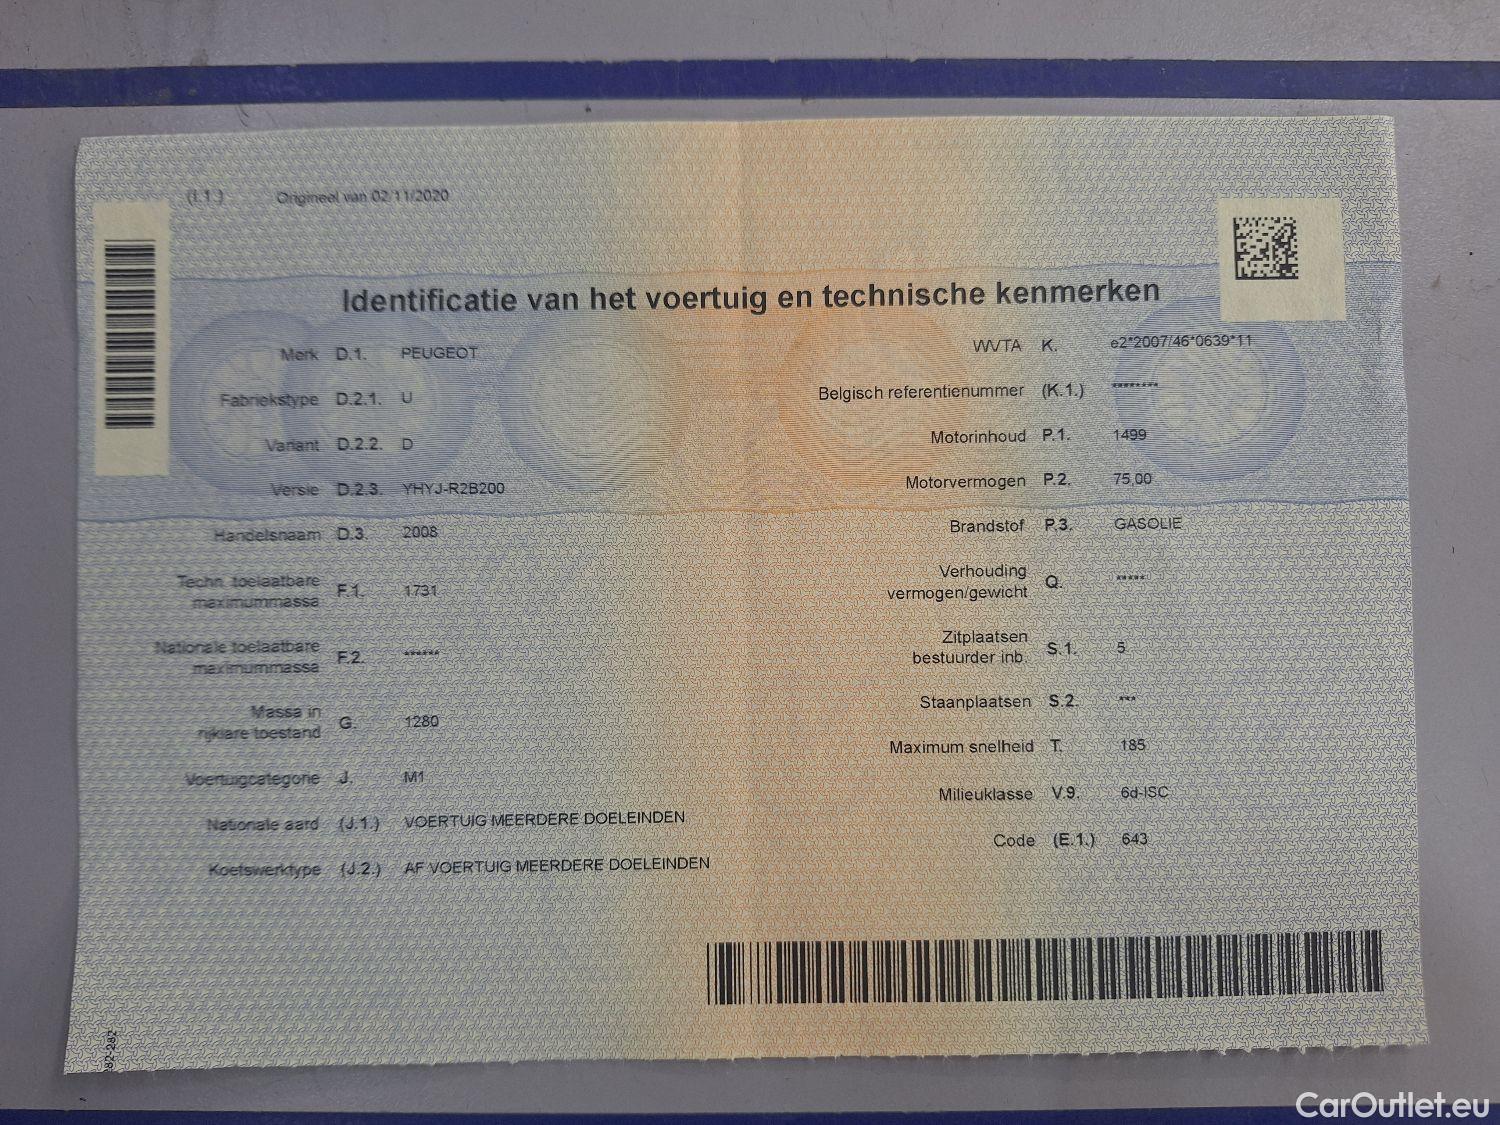 (I.1.) Origineel van 02/11/2020
Identificatie van het voertuig en technische kenmerken
Merk D.1. PEUGEOT
Fabriekstype D.2.1. U
Variant D.2.2. D
Versie D.2.3. YHYJ-R2B200
Handelsnaam D.3. 2008
Techn. toelaatbare
maximummassa F.1. 1731
Nationale toelaatbare
maximummassa F.2. ******
Massa in
rijklare toestand G. 1280
Voertuigcategorie J. M1
Nationale aard (J.1.) VOERTUIG MEERDERE DOELEINDEN
Koetswerktype (J.2.) AF VOERTUIG MEERDERE DOELEINDEN
WVTA K. e2*2007/46*0639*11
Belgisch referentienummer (K.1.) ********
Motorinhoud P.1. 1499
Motorvermogen P.2. 75,00
Brandstof P.3. GASOLIE
Verhouding
vermogen/gewicht Q. *****
Zitplaatsen
bestuurder inb. S.1. 5
Staanplaatsen S.2. ***
Maximum snelheid T. 185
Milieuklasse V.9. 6d-ISC
Code (E.1.) 643
CarOutlet.eu